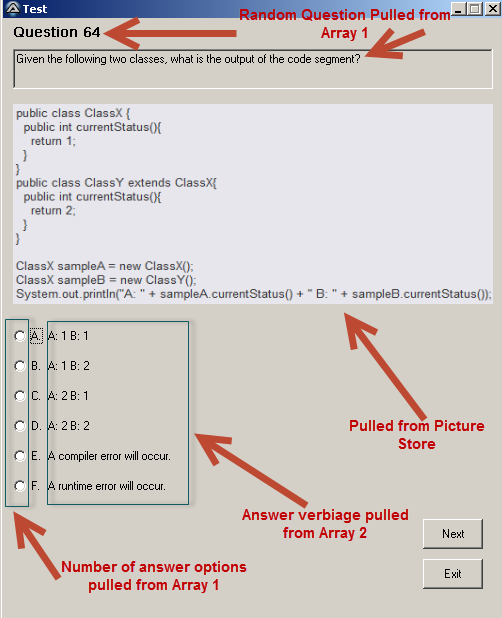 Test
Question 64
Random Question Pulled from
Array 1
Given the following two classes, what is the output of the code segment?
public class ClassX {
public int currentStatus(){
return 1;
}
}
public class ClassY extends ClassX{
public int currentStatus(){
return 2;
}
}
ClassX sampleA = new ClassX();
ClassX sampleB = new ClassY();
System.out.println("A: " + sampleA.currentStatus() + " B: " + sampleB.currentStatus());
A. A: 1 B: 1
B. A: 1 B: 2
C. A: 2 B: 1
D. A: 2 B: 2
E. A compiler error will occur.
F. A runtime error will occur.
Pulled from Picture
Store
Answer verbiage pulled
from Array 2
Number of answer options
pulled from Array 1
Next
Exit